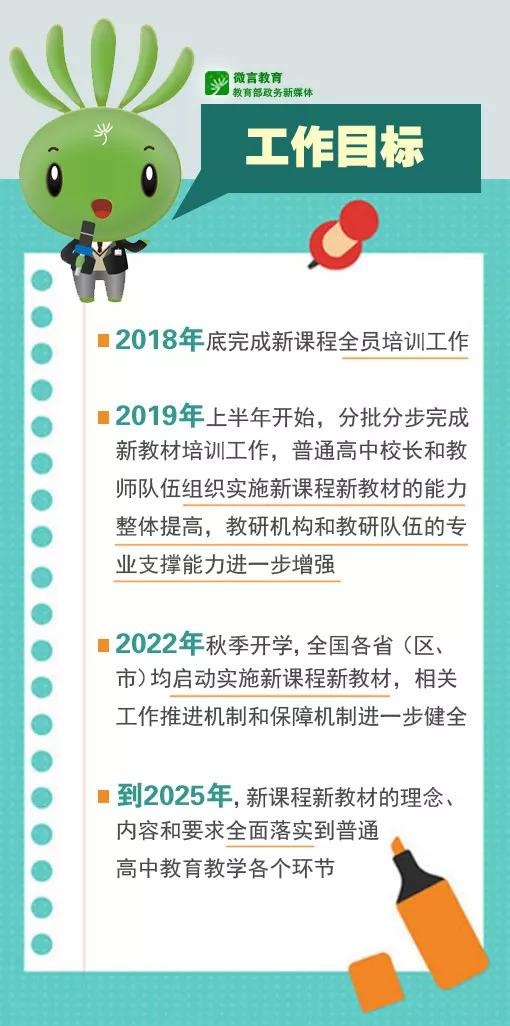 微言教育
教育部政务新媒体
工作目标
2018年底完成新课程全员培训工作
2019年上半年开始，分批分步完成
新教材培训工作，普通高中校长和教
师队伍组织实施新课程新教材的能力
整体提高，教研机构和教研队伍的专
业支撑能力进一步增强
2022年秋季开学，全国各省（区、
市）均启动实施新课程新教材，相关
工作推进机制和保障机制进一步健全
到2025年，新课程新教材的理念、
内容和要求全面落实到普通
高中教育教学各个环节